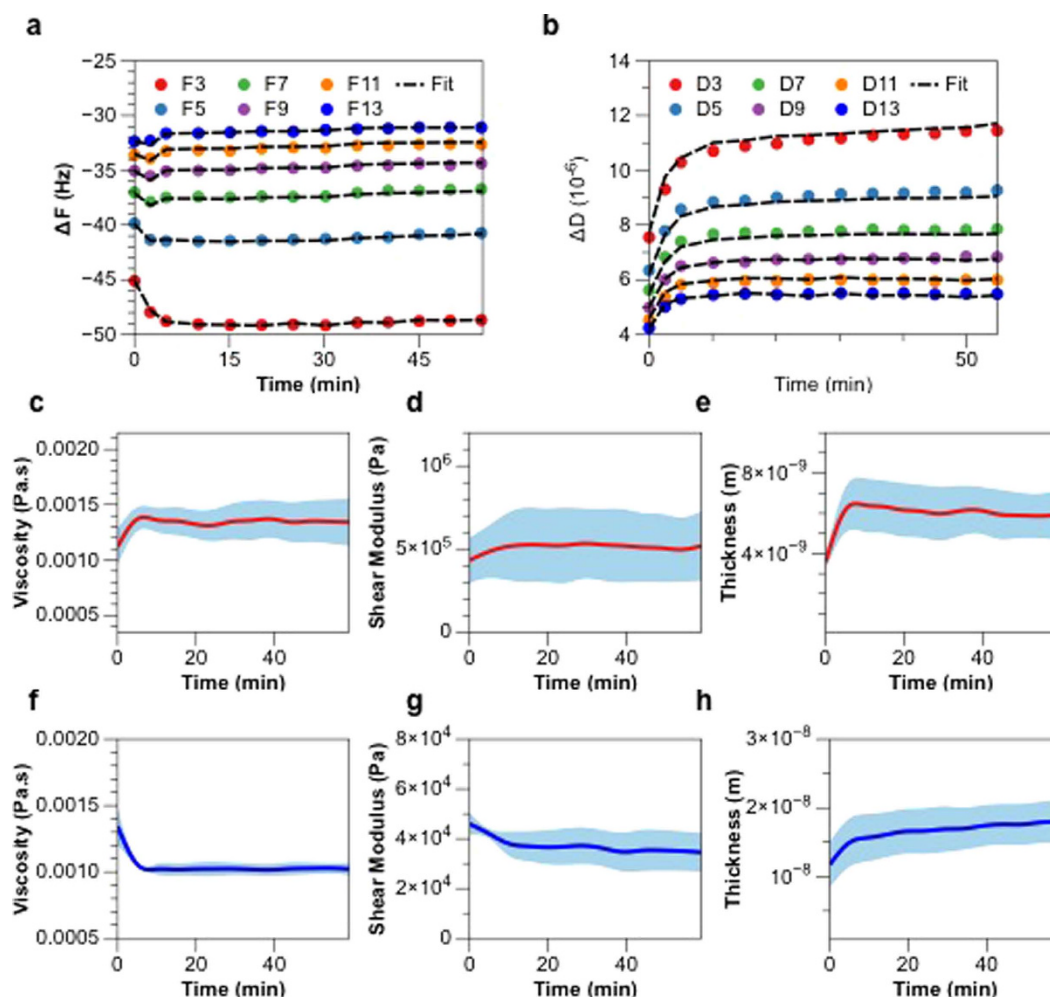 a
−25
−30
−35
−40
−45
−50
ΔF (Hz)
F3 F7 F11 Fit
F5 F9 F13
0 15 30 45
Time (min)
b
14
12
10
8
6
4
ΔD (10⁻⁶)
D3 D7 D11 Fit
D5 D9 D13
0 50
Time (min)
c
0.0020
0.0015
0.0010
0.0005
Viscosity (Pa.s)
0 20 40
Time (min)
d
10⁶
5×10⁵
0
Shear Modulus (Pa)
0 20 40
Time (min)
e
8×10⁻⁹
4×10⁻⁹
Thickness (m)
0 20 40
Time (min)
f
0.0020
0.0015
0.0010
0.0005
Viscosity (Pa.s)
0 20 40
Time (min)
g
8×10⁴
6×10⁴
4×10⁴
2×10⁴
0
Shear Modulus (Pa)
0 20 40
Time (min)
h
3×10⁻⁸
2×10⁻⁸
10⁻⁸
Thickness (m)
0 20 40
Time (min)